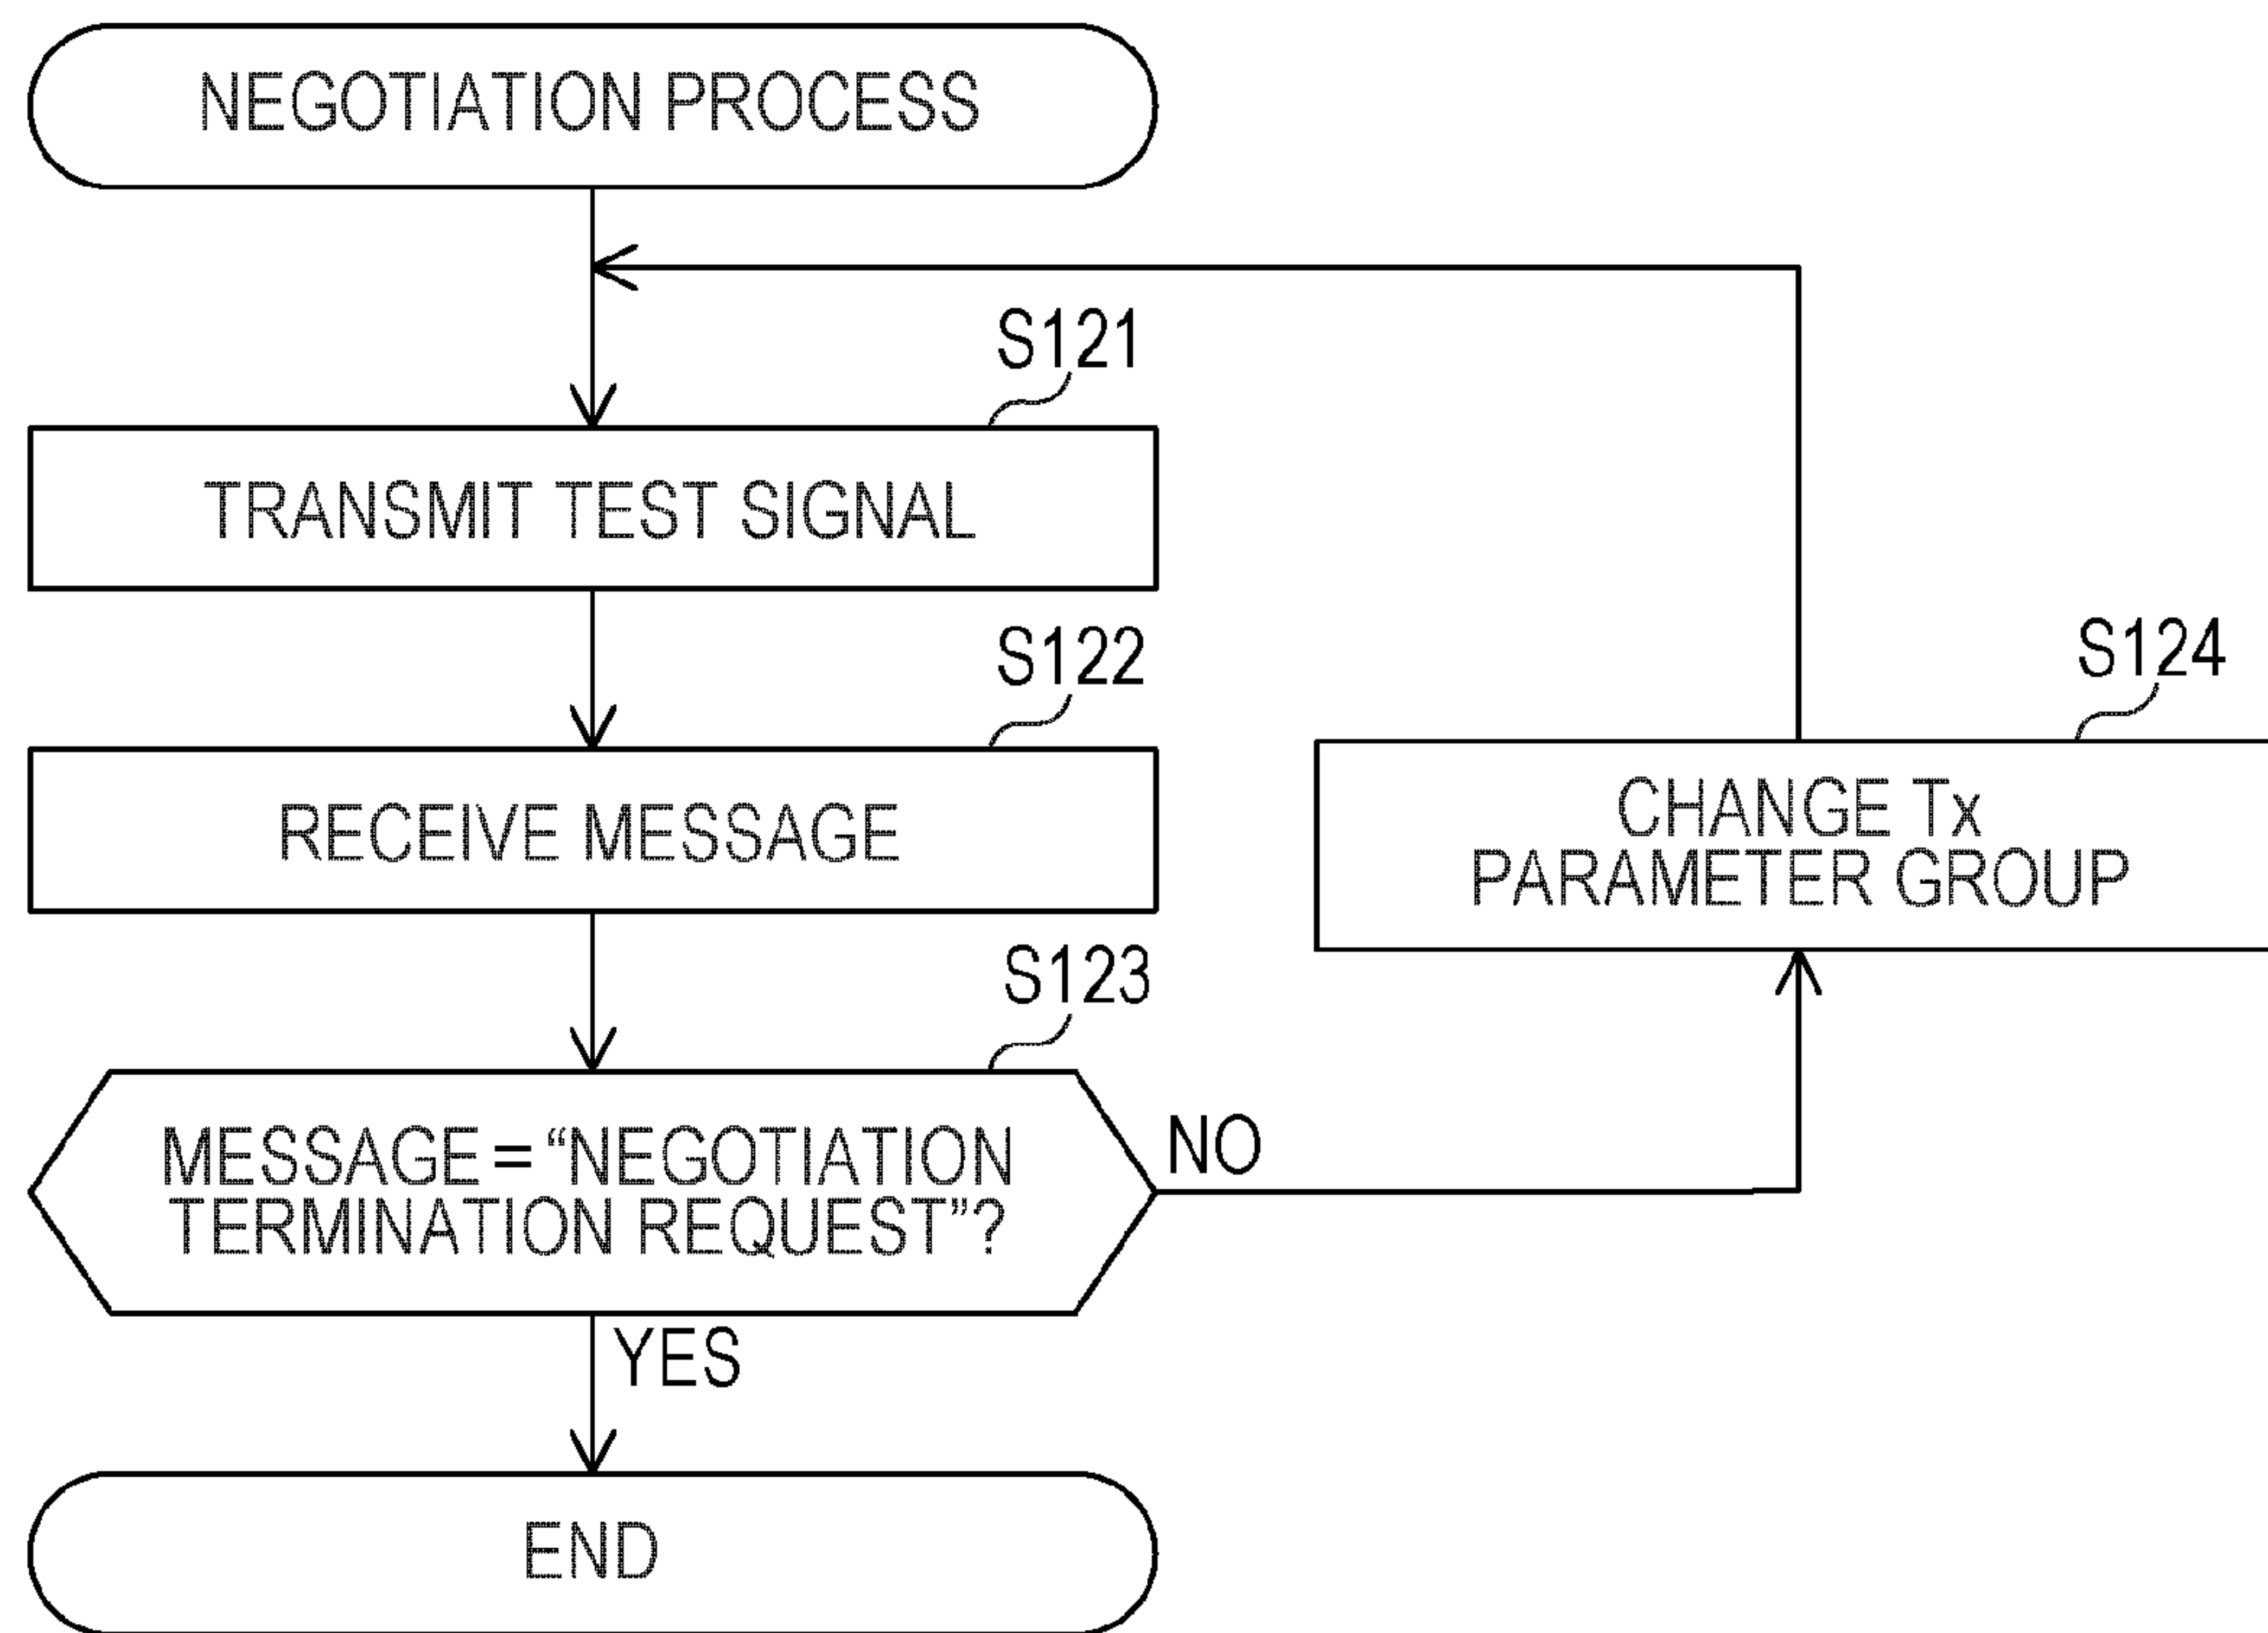 NEGOTIATION PROCESS
S121
TRANSMIT TEST SIGNAL
S122
RECEIVE MESSAGE
S123
MESSAGE = “NEGOTIATION
TERMINATION REQUEST”?
NO
S124
CHANGE Tx
PARAMETER GROUP
YES
END